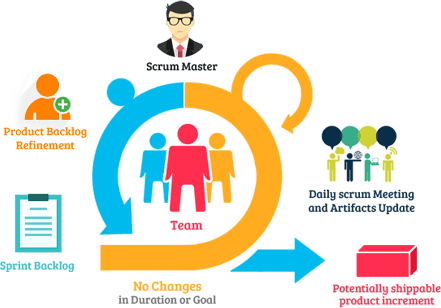 Scrum Master
Product Backlog
Refinement
Team
Daily scrum Meeting
and Artifacts Update
Sprint Backlog
No Changes
in Duration or Goal
Potentially shippable
product increment